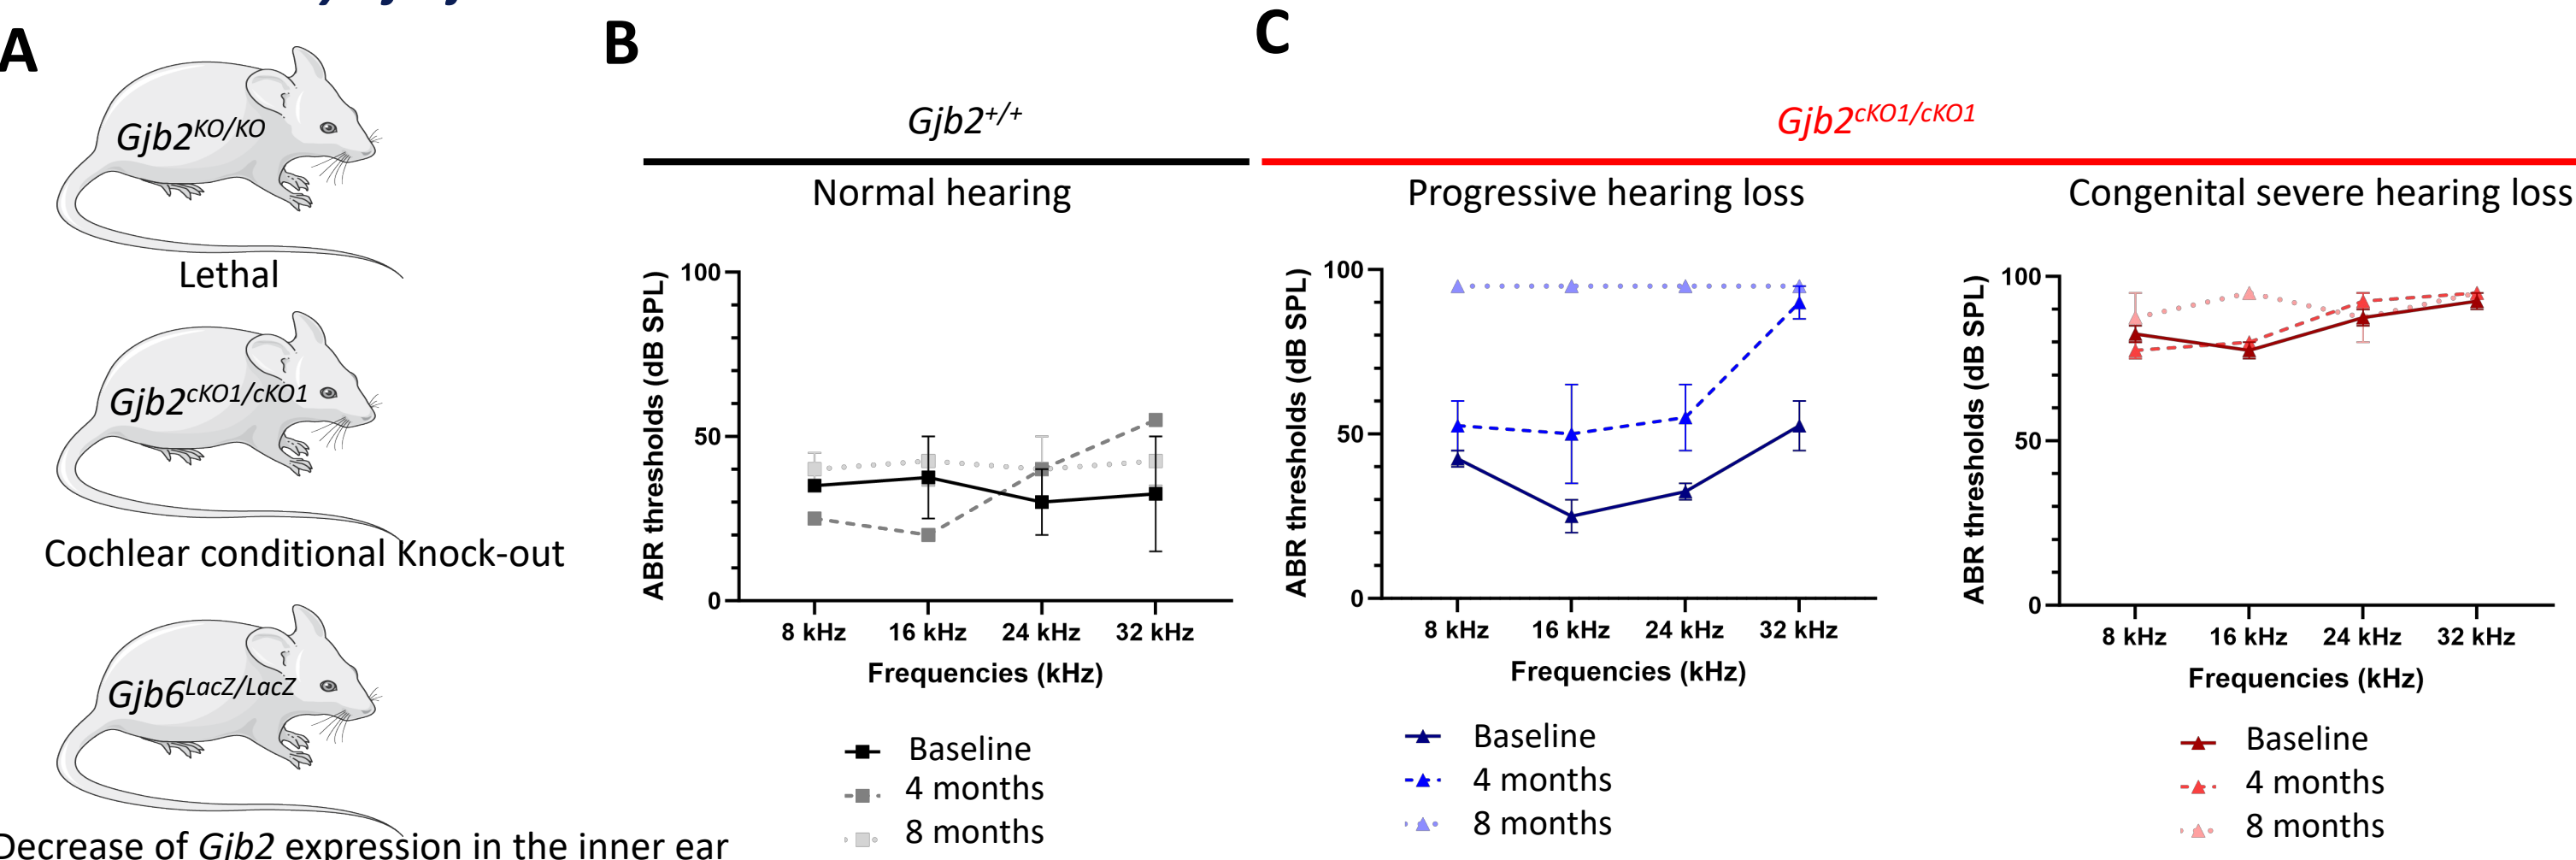 A
Gjb2KO/KO
Lethal
Gjb2cKO1/cKO1
Cochlear conditional Knock-out
Gjb6LacZ/LacZ
Decrease of Gjb2 expression in the inner ear
B
Gjb2+/+
Normal hearing
ABR thresholds (dB SPL)
100
50
0
8 kHz 16 kHz 24 kHz 32 kHz
Frequencies (kHz)
Baseline
4 months
8 months
C
Gjb2cKO1/cKO1
Progressive hearing loss
ABR thresholds (dB SPL)
100
50
0
8 kHz 16 kHz 24 kHz 32 kHz
Frequencies (kHz)
Baseline
4 months
8 months
Congenital severe hearing loss
ABR thresholds (dB SPL)
100
50
0
8 kHz 16 kHz 24 kHz 32 kHz
Frequencies (kHz)
Baseline
4 months
8 months